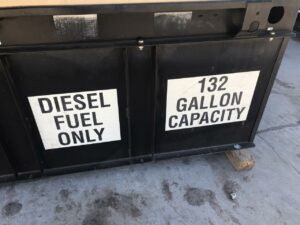 DIESEL
FUEL
ONLY
132
GALLON
CAPACITY